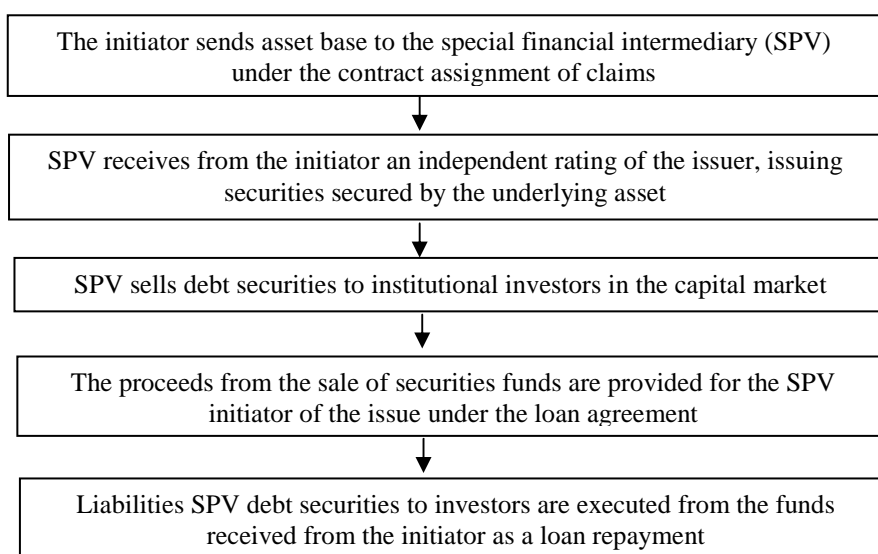 The initiator sends asset base to the special financial intermediary (SPV)
under the contract assignment of claims
SPV receives from the initiator an independent rating of the issuer, issuing
securities secured by the underlying asset
SPV sells debt securities to institutional investors in the capital market
The proceeds from the sale of securities funds are provided for the SPV
initiator of the issue under the loan agreement
Liabilities SPV debt securities to investors are executed from the funds
received from the initiator as a loan repayment